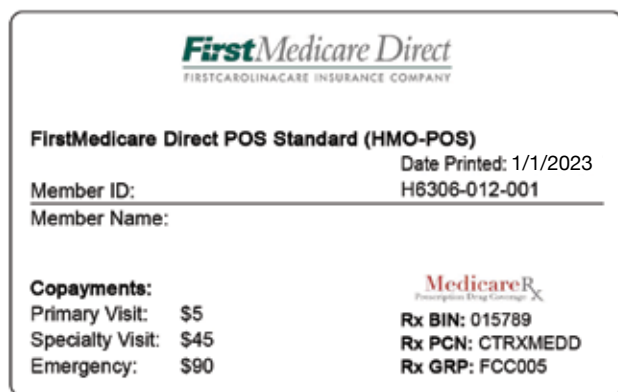 FirstMedicare Direct
FIRSTCAROLINACARE INSURANCE COMPANY
FirstMedicare Direct POS Standard (HMO-POS)
Date Printed: 1/1/2023
Member ID: H6306-012-001
Member Name:
Copayments:
Primary Visit: $5
Specialty Visit: $45
Emergency: $90
MedicareRx
Prescription Drug Coverage
Rx BIN: 015789
Rx PCN: CTRXMEDD
Rx GRP: FCC005